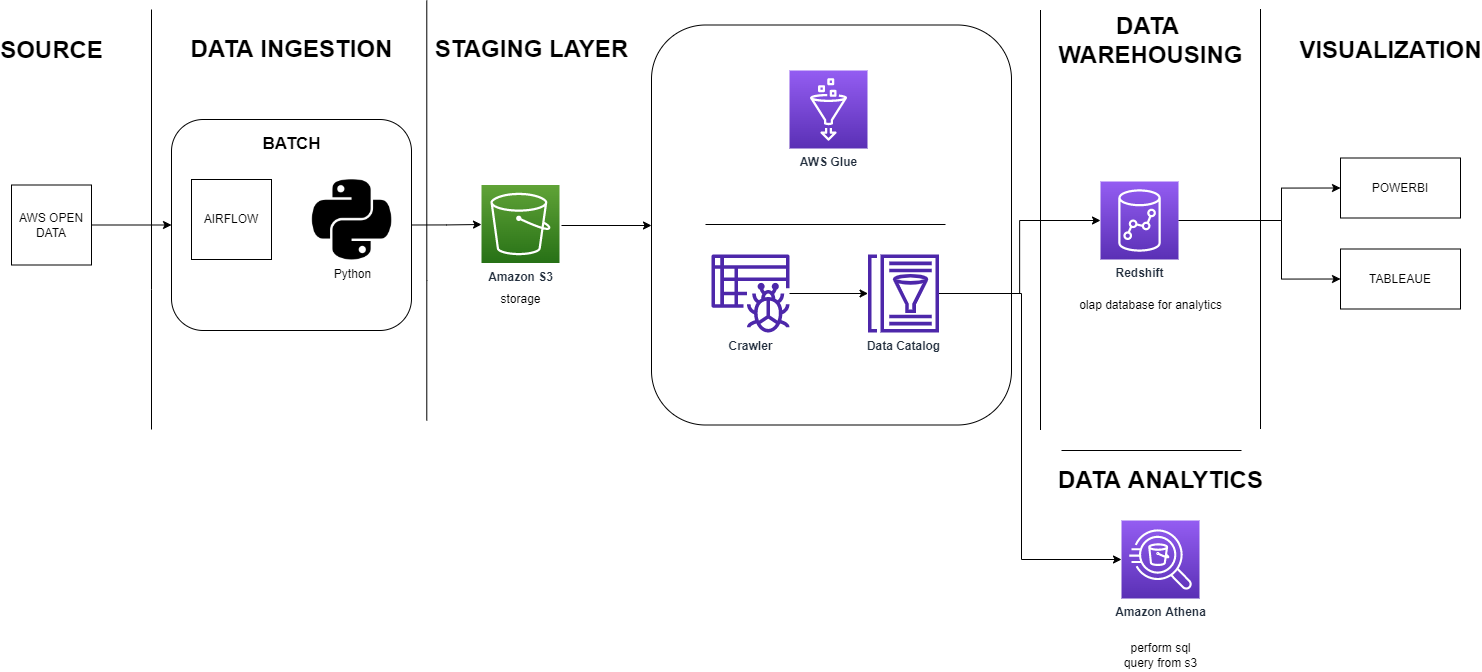 SOURCE
DATA INGESTION
STAGING LAYER
DATA
WAREHOUSING
VISUALIZATION
BATCH
AWS OPEN
DATA
AIRFLOW
Python
Amazon S3
storage
AWS Glue
Crawler
Data Catalog
Redshift
olap database for analytics
POWERBI
TABLEAUE
DATA ANALYTICS
Amazon Athena
perform sql
query from s3